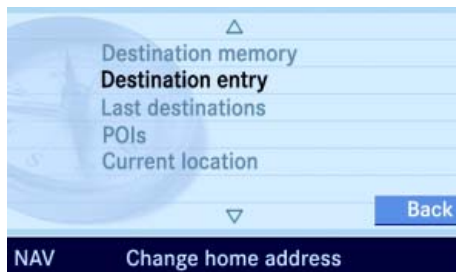 Destination memory
Destination entry
Last destinations
POIs
Current location
Back
NAV Change home address